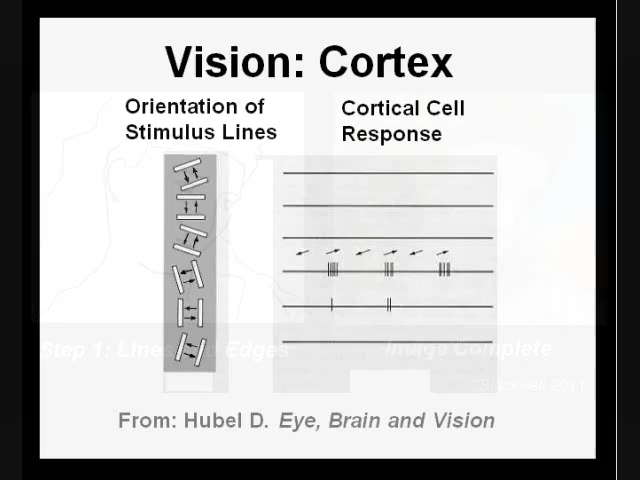 Vision: Cortex
Orientation of
Stimulus Lines
Cortical Cell
Response
Step 1: Lines to Edges
Image Complete
From: Hubel D. Eye, Brain and Vision